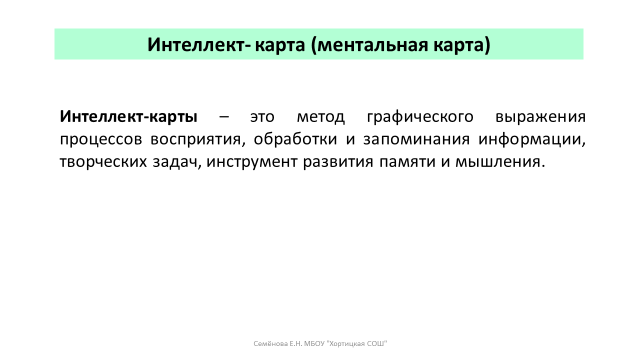 Интеллект- карта (ментальная карта)
Интеллект-карты – это метод графического выражения
процессов восприятия, обработки и запоминания информации,
творческих задач, инструмент развития памяти и мышления.
Семёнова Е.Н. МБОУ "Хортицкая СОШ"